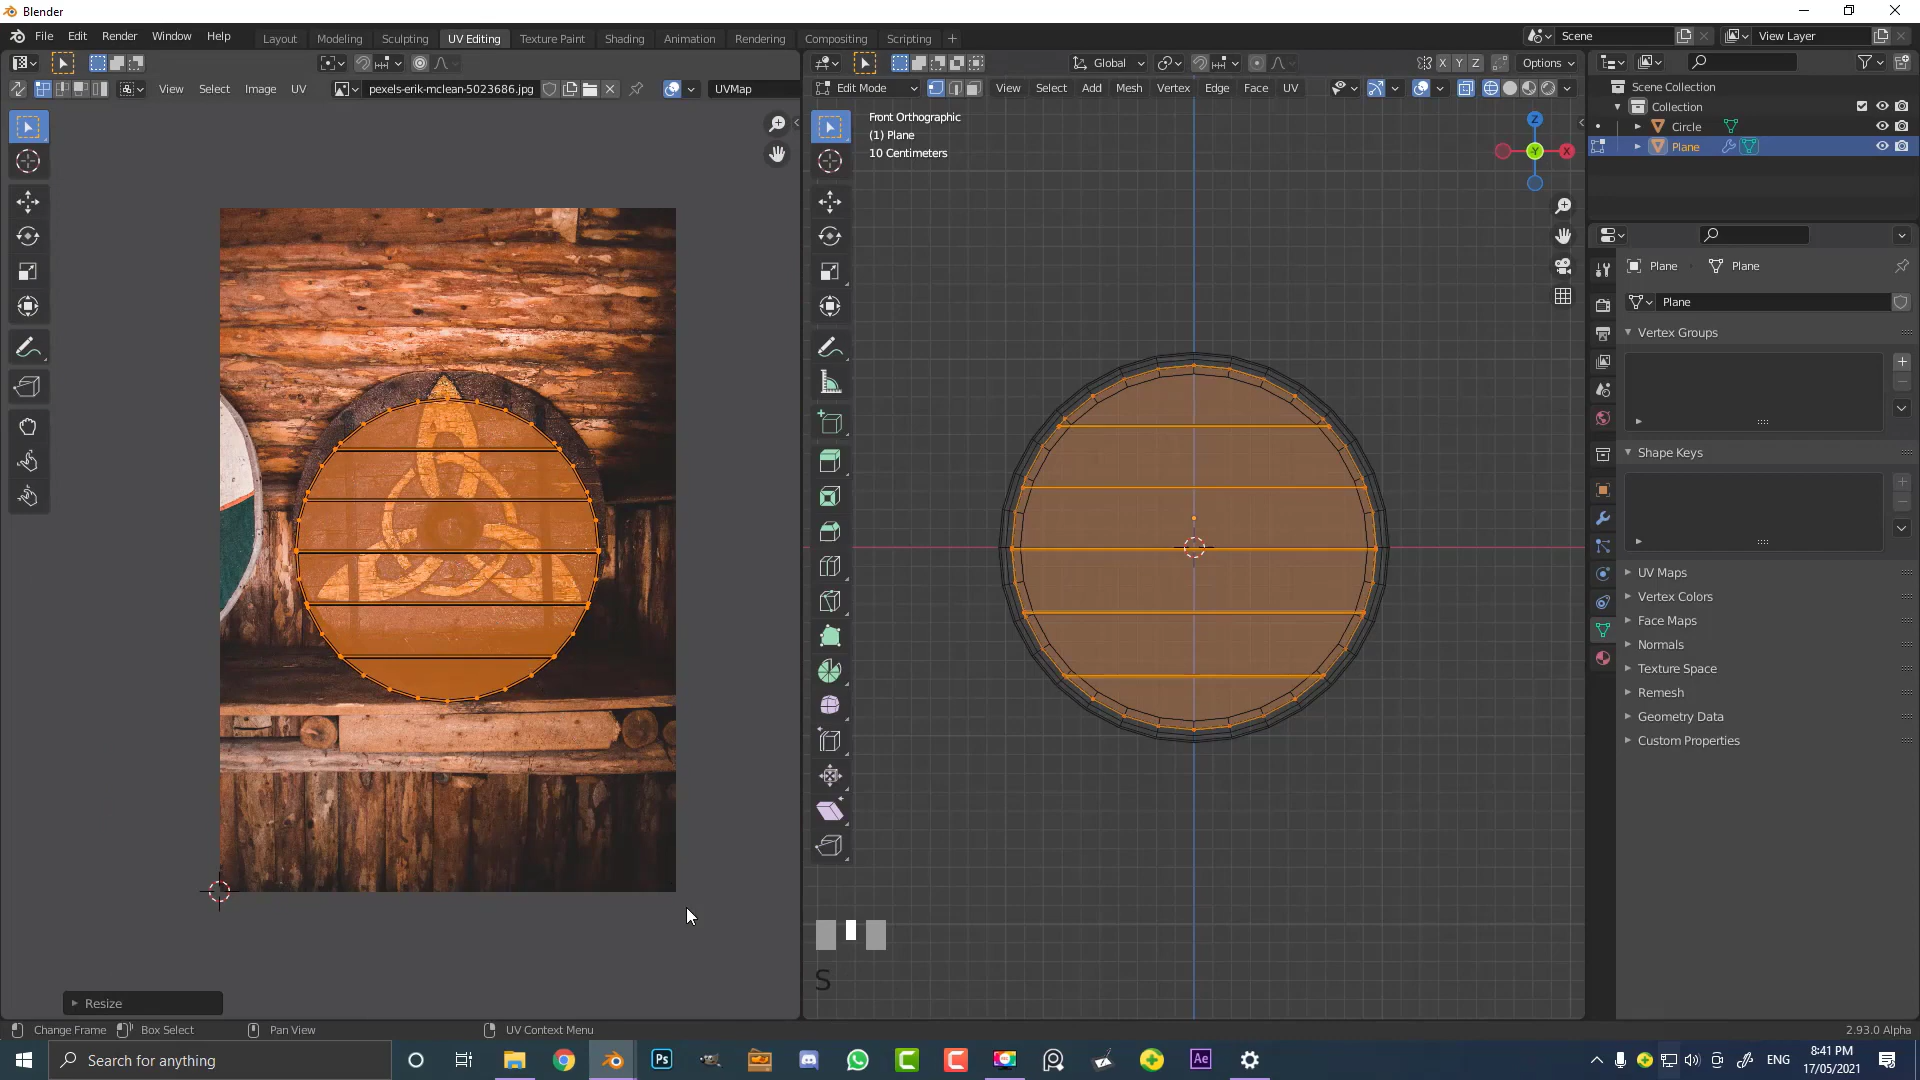 Blender
File Edit Render Window Help
Layout Modeling Sculpting UV Editing Texture Paint Shading Animation Rendering Compositing Scripting +
Scene
View Layer
Global
X Y Z
Options
View Select Image UV
pexels-erik-mclean-5023686.jpg
UVMap
Edit Mode
View Select Add Mesh Vertex Edge Face UV
Front Orthographic
(1) Plane
10 Centimeters
Z
Y
X
Scene Collection
Collection
Circle
Plane
Plane
Plane
Plane
Vertex Groups
Shape Keys
UV Maps
Vertex Colors
Face Maps
Normals
Texture Space
Remesh
Geometry Data
Custom Properties
S
Resize
Change Frame
Box Select
Pan View
UV Context Menu
2.93.0 Alpha
Search for anything
Ps
Ae
ENG
8:41 PM
17/05/2021